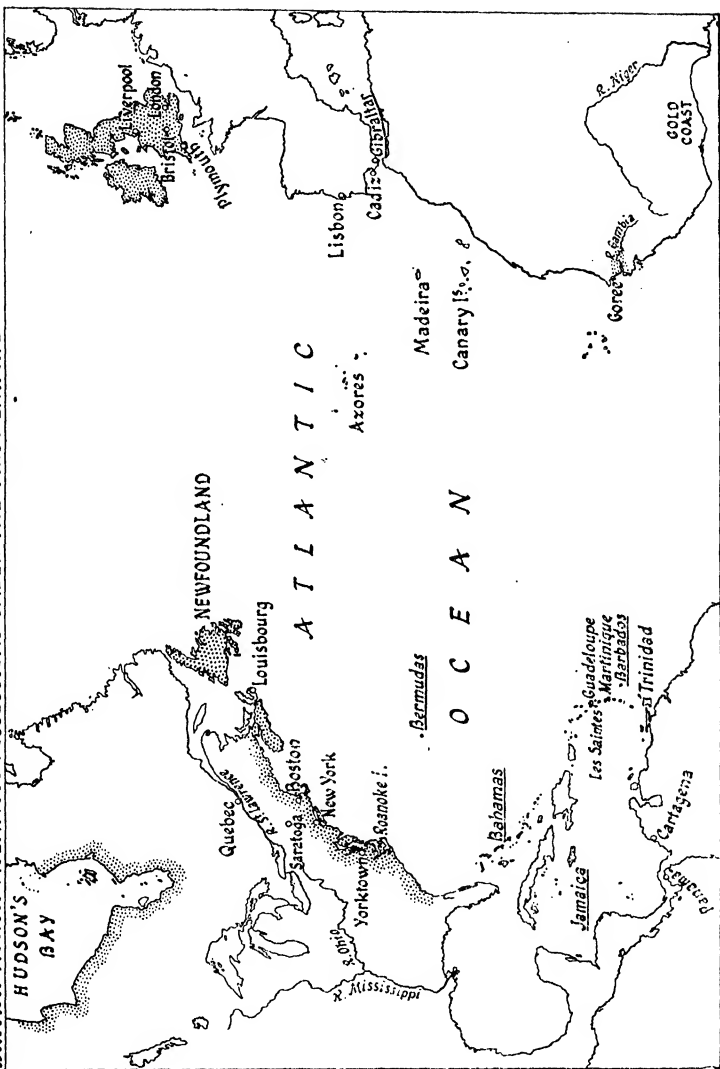 HUDSON'S
BAY
NEWFOUNDLAND
Louisbourg
Quebec
R. St Lawrence
Boston
Saratoga
New York
Yorktown
Roanoke I.
R. Ohio
R. Mississippi
ATLANTIC
OCEAN
Bermudas
Bahamas
Jamaica
Les Saintes
Guadeloupe
Martinique
Barbados
Trinidad
Cartagena
Panama
Liverpool
London
Bristol
Plymouth
Lisbon
Cadiz
Gibraltar
Azores
Madeira
Canary Is.
Goree
R. Gambia
R. Niger
GOLD
COAST